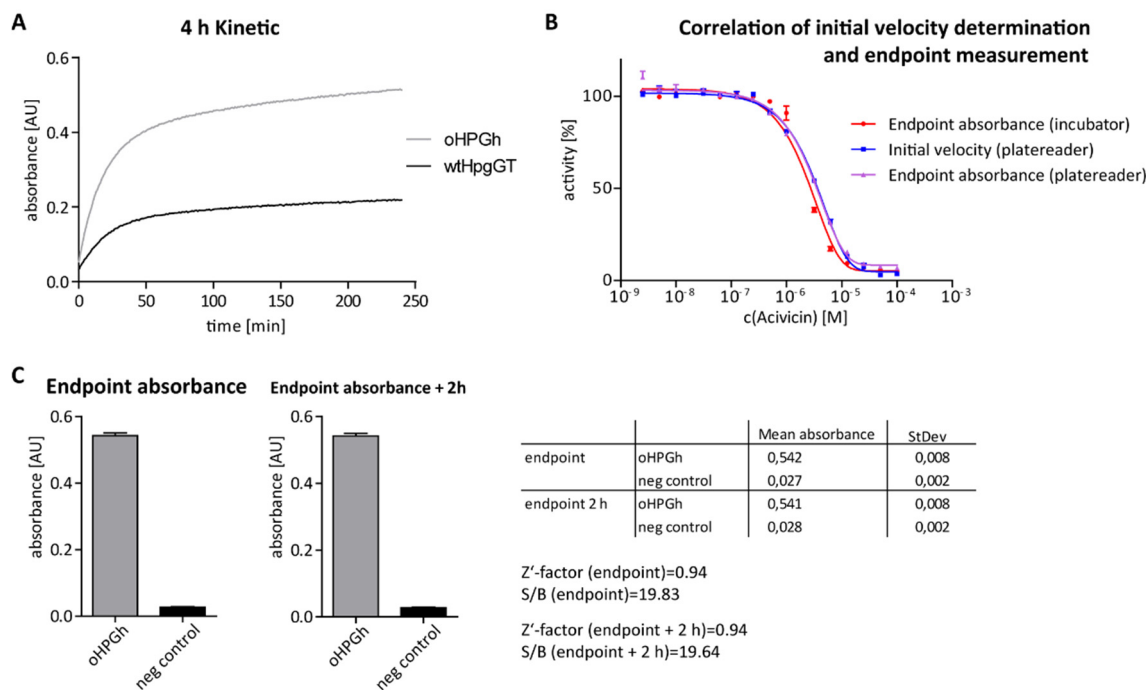 A
4 h Kinetic
absorbance [AU]
0.6
0.4
0.2
0.0
0 50 100 150 200 250
time [min]
oHPGh
wtHpgGT
B
Correlation of initial velocity determination
and endpoint measurement
activity [%]
100
50
0
10⁻⁹ 10⁻⁸ 10⁻⁷ 10⁻⁶ 10⁻⁵ 10⁻⁴ 10⁻³
c(Acivicin) [M]
Endpoint absorbance (incubator)
Initial velocity (platereader)
Endpoint absorbance (platereader)
C
Endpoint absorbance
absorbance [AU]
0.6
0.4
0.2
0.0
oHPGh
neg control
Endpoint absorbance + 2h
absorbance [AU]
0.6
0.4
0.2
0.0
oHPGh
neg control
Mean absorbance StDev
endpoint oHPGh 0,542 0,008
neg control 0,027 0,002
endpoint 2 h oHPGh 0,541 0,008
neg control 0,028 0,002
Z‘-factor (endpoint)=0.94
S/B (endpoint)=19.83
Z‘-factor (endpoint + 2 h)=0.94
S/B (endpoint + 2 h)=19.64